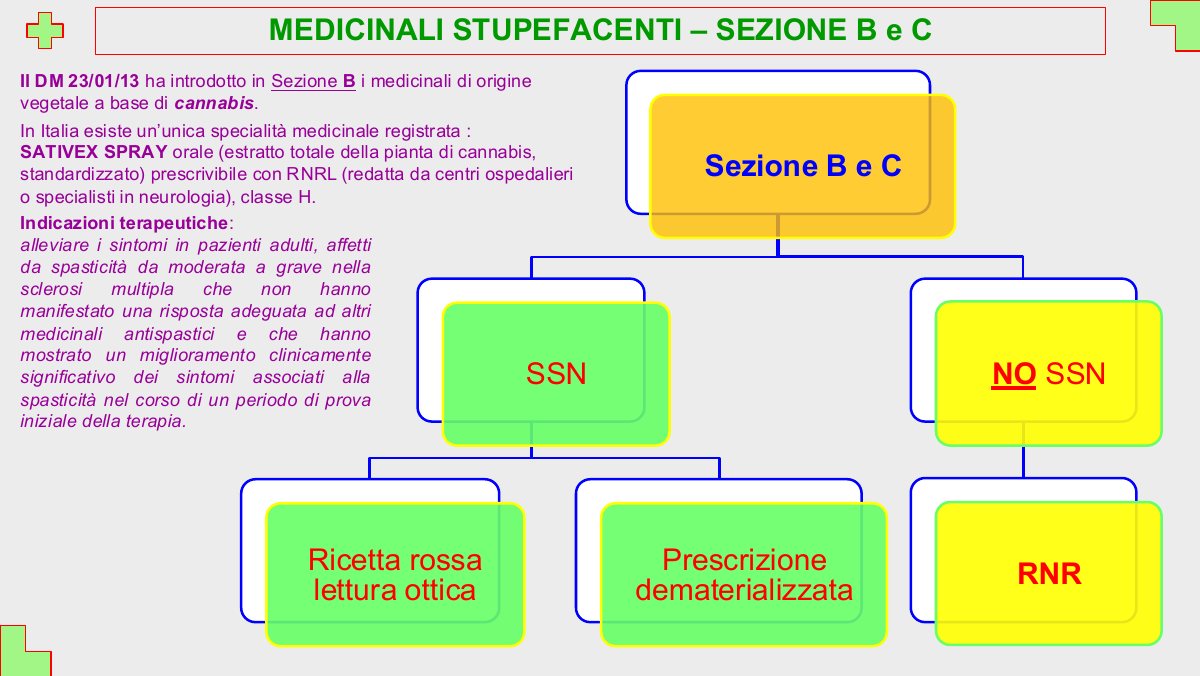 MEDICINALI STUPEFACENTI – SEZIONE B e C
Il DM 23/01/13 ha introdotto in Sezione B i medicinali di origine
vegetale a base di cannabis.
In Italia esiste un’unica specialità medicinale registrata :
SATIVEX SPRAY orale (estratto totale della pianta di cannabis,
standardizzato) prescrivibile con RNRL (redatta da centri ospedalieri
o specialisti in neurologia), classe H.
Indicazioni terapeutiche:
alleviare i sintomi in pazienti adulti, affetti
da spasticità da moderata a grave nella
sclerosi multipla che non hanno
manifestato una risposta adeguata ad altri
medicinali antispastici e che hanno
mostrato un miglioramento clinicamente
significativo dei sintomi associati alla
spasticità nel corso di un periodo di prova
iniziale della terapia.
Sezione B e C
SSN
NO SSN
Ricetta rossa
lettura ottica
Prescrizione
dematerializzata
RNR